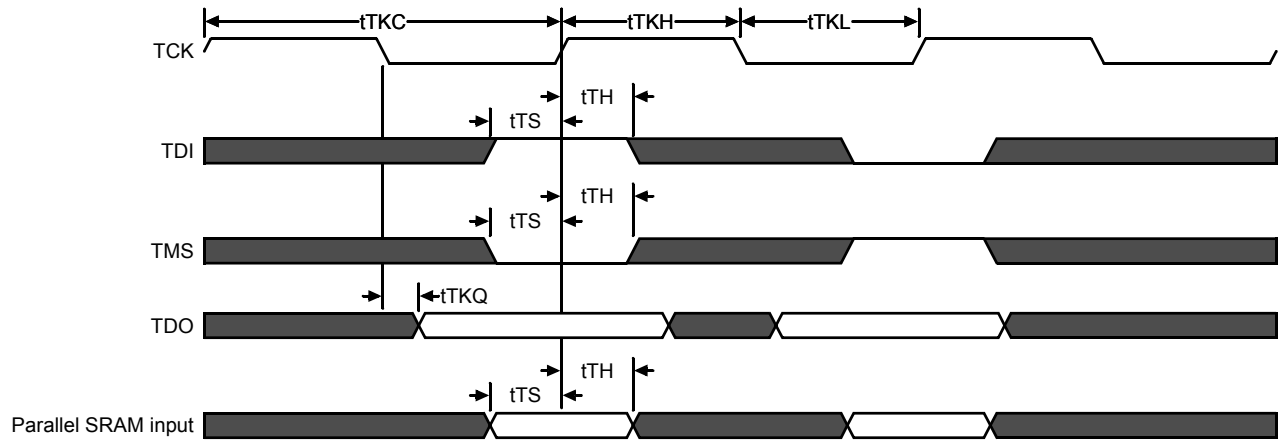 tTKC tTKH tTKL
TCK
tTH
tTS
TDI
tTH
tTS
TMS
tTKQ
TDO
tTH
tTS
Parallel SRAM input